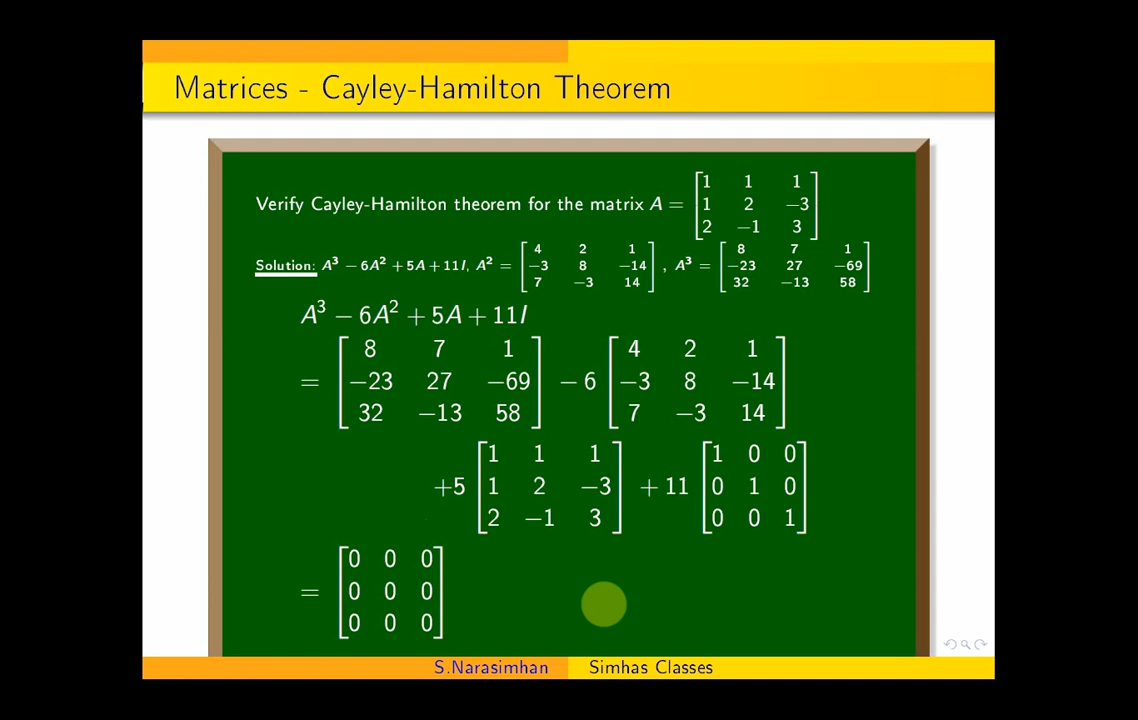 Matrices - Cayley-Hamilton Theorem
Verify Cayley-Hamilton theorem for the matrix A = [1 1 1; 1 2 −3; 2 −1 3]
Solution: A³ − 6A² + 5A + 11I, A² = [4 2 1; −3 8 −14; 7 −3 14], A³ = [8 7 1; −23 27 −69; 32 −13 58]
A³ − 6A² + 5A + 11I
= [8 7 1; −23 27 −69; 32 −13 58] − 6 [4 2 1; −3 8 −14; 7 −3 14]
+5 [1 1 1; 1 2 −3; 2 −1 3] + 11 [1 0 0; 0 1 0; 0 0 1]
= [0 0 0; 0 0 0; 0 0 0]
S.Narasimhan Simhas Classes